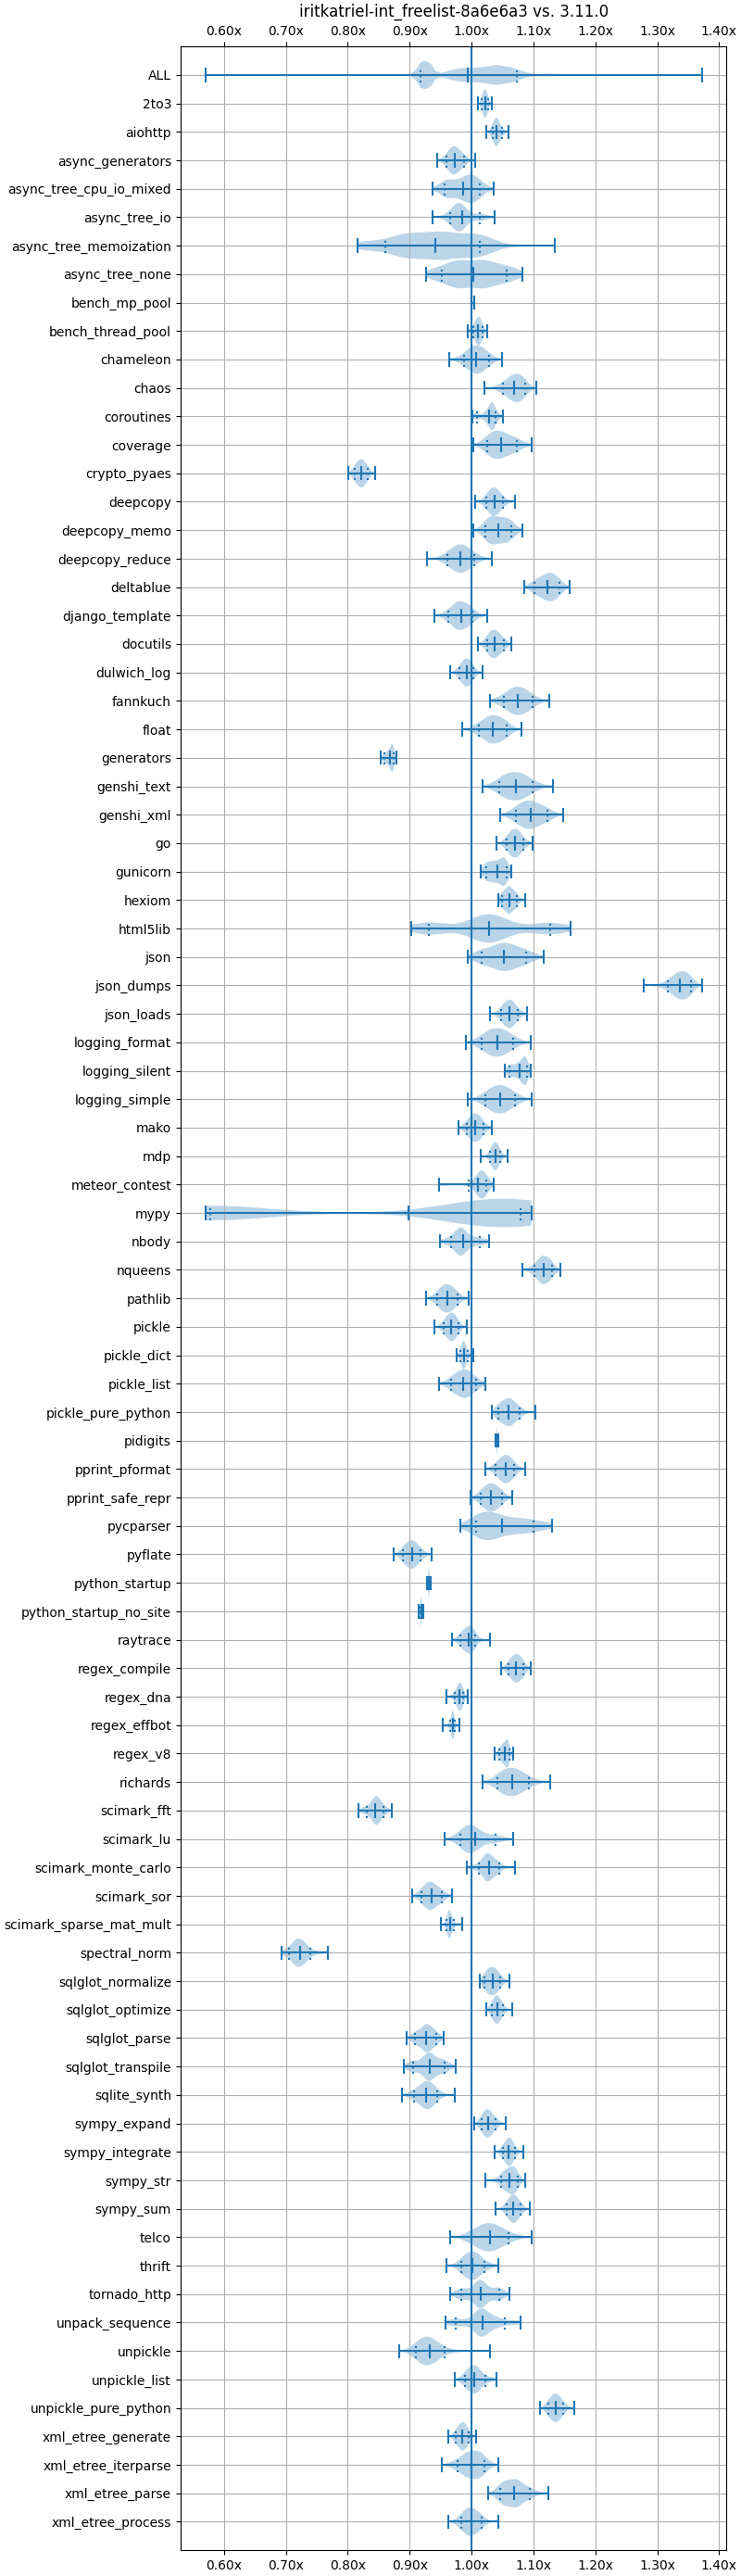 iritkatriel-int_freelist-8a6e6a3 vs. 3.11.0
0.60x 0.70x 0.80x 0.90x 1.00x 1.10x 1.20x 1.30x 1.40x
ALL
2to3
aiohttp
async_generators
async_tree_cpu_io_mixed
async_tree_io
async_tree_memoization
async_tree_none
bench_mp_pool
bench_thread_pool
chameleon
chaos
coroutines
coverage
crypto_pyaes
deepcopy
deepcopy_memo
deepcopy_reduce
deltablue
django_template
docutils
dulwich_log
fannkuch
float
generators
genshi_text
genshi_xml
go
gunicorn
hexiom
html5lib
json
json_dumps
json_loads
logging_format
logging_silent
logging_simple
mako
mdp
meteor_contest
mypy
nbody
nqueens
pathlib
pickle
pickle_dict
pickle_list
pickle_pure_python
pidigits
pprint_pformat
pprint_safe_repr
pycparser
pyflate
python_startup
python_startup_no_site
raytrace
regex_compile
regex_dna
regex_effbot
regex_v8
richards
scimark_fft
scimark_lu
scimark_monte_carlo
scimark_sor
scimark_sparse_mat_mult
spectral_norm
sqlglot_normalize
sqlglot_optimize
sqlglot_parse
sqlglot_transpile
sqlite_synth
sympy_expand
sympy_integrate
sympy_str
sympy_sum
telco
thrift
tornado_http
unpack_sequence
unpickle
unpickle_list
unpickle_pure_python
xml_etree_generate
xml_etree_iterparse
xml_etree_parse
xml_etree_process
0.60x 0.70x 0.80x 0.90x 1.00x 1.10x 1.20x 1.30x 1.40x